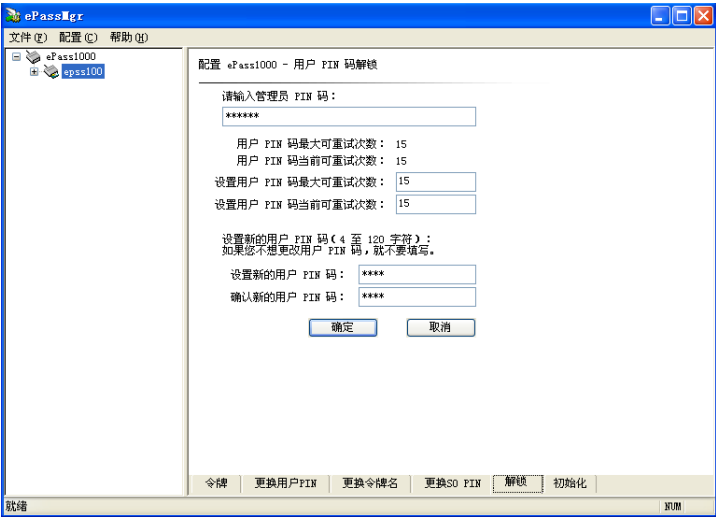 ePassMgr
文件(F) 配置(C) 帮助(H)
ePass1000
epss100
配置 ePass1000 - 用户 PIN 码解锁
请输入管理员 PIN 码：
******
用户 PIN 码最大可重试次数： 15
用户 PIN 码当前可重试次数： 15
设置用户 PIN 码最大可重试次数： 15
设置用户 PIN 码当前可重试次数： 15
设置新的用户 PIN 码(4 至 120 字符)：
如果您不想更改用户 PIN 码，就不要填写。
设置新的用户 PIN 码： ****
确认新的用户 PIN 码： ****
确定 取消
令牌 更换用户PIN 更换令牌名 更换SO PIN 解锁 初始化
就绪 NUM